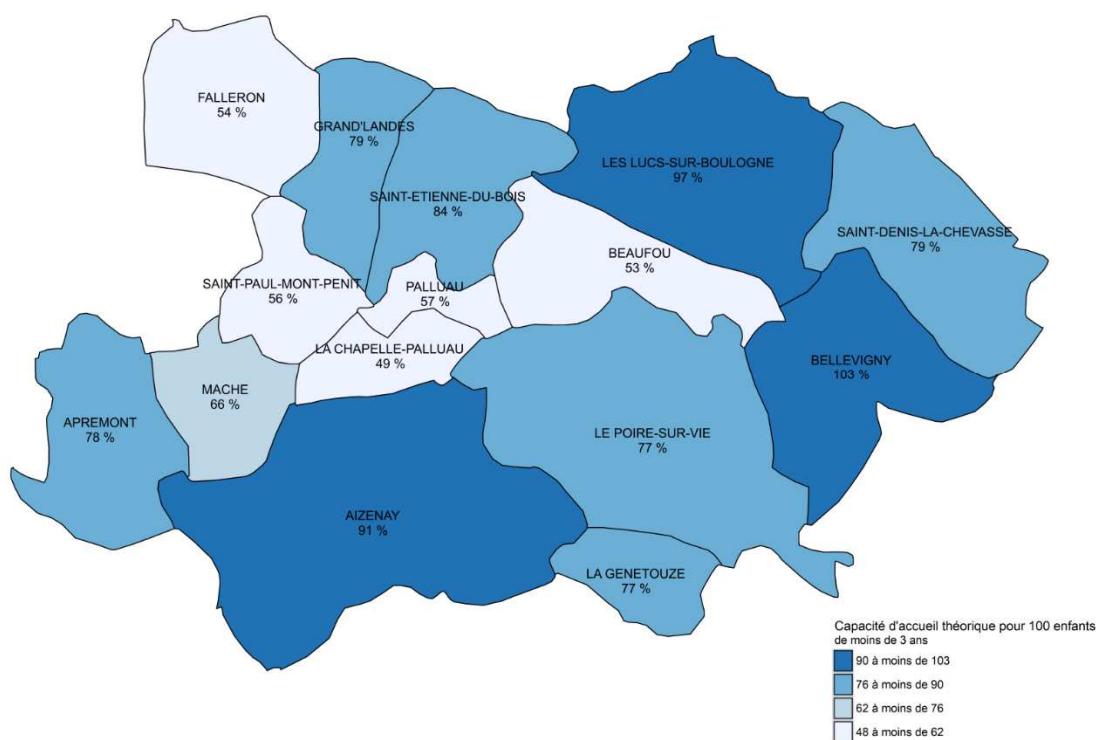 FALLERON
54 %
GRAND'LANDES
79 %
LES LUCS-SUR-BOULOGNE
97 %
SAINT-ETIENNE-DU-BOIS
84 %
SAINT-DENIS-LA-CHEVASSE
79 %
BEAUFOU
53 %
SAINT-PAUL-MONT-PENIT
56 %
PALLUAU
57 %
LA CHAPELLE-PALLUAU
49 %
BELLEVIGNY
103 %
MACHE
66 %
APREMONT
78 %
LE POIRE-SUR-VIE
77 %
AIZENAY
91 %
LA GENETOUZE
77 %
Capacité d'accueil théorique pour 100 enfants
de moins de 3 ans
90 à moins de 103
76 à moins de 90
62 à moins de 76
48 à moins de 62